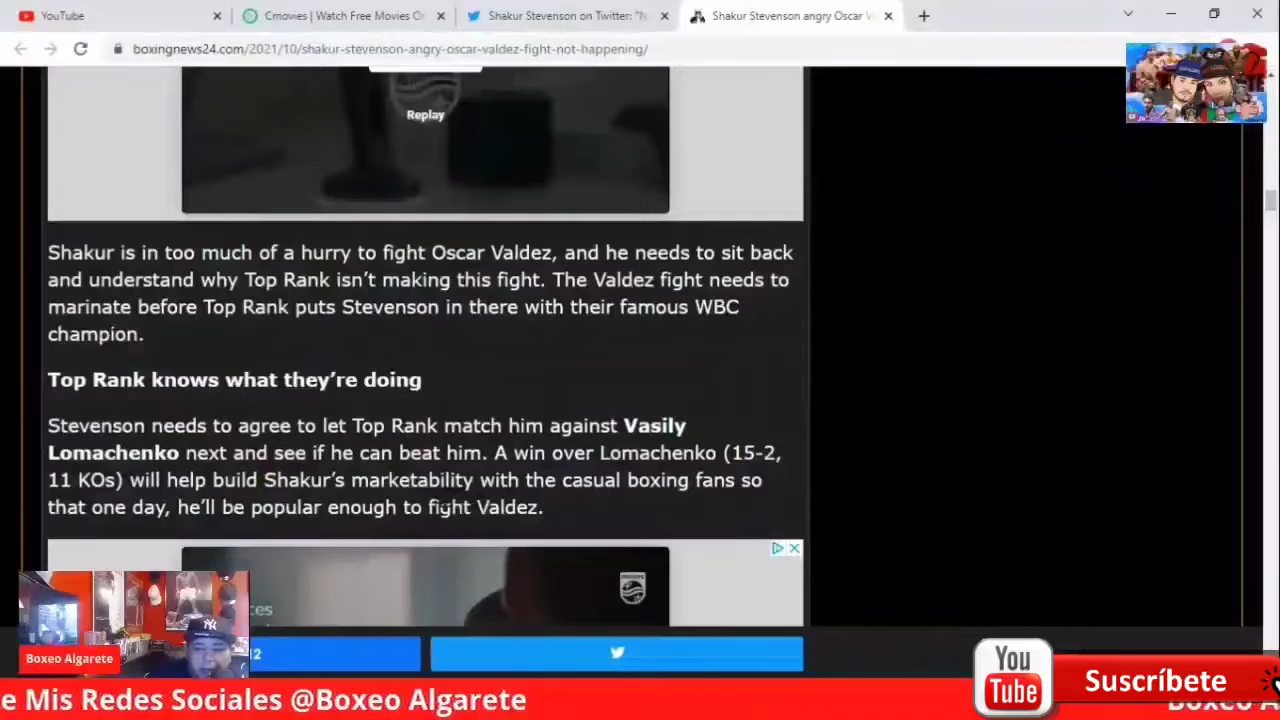 YouTube
Cmovies | Watch Free Movies O
Shakur Stevenson on Twitter: "N
Shakur Stevenson angry Oscar V
boxingnews24.com/2021/10/shakur-stevenson-angry-oscar-valdez-fight-not-happening/
Replay
Shakur is in too much of a hurry to fight Oscar Valdez, and he needs to sit back
and understand why Top Rank isn't making this fight. The Valdez fight needs to
marinate before Top Rank puts Stevenson in there with their famous WBC
champion.
Top Rank knows what they're doing
Stevenson needs to agree to let Top Rank match him against Vasily
Lomachenko next and see if he can beat him. A win over Lomachenko (15-2,
11 KOs) will help build Shakur's marketability with the casual boxing fans so
that one day, he'll be popular enough to fight Valdez.
PHILIPS
ces
12
Boxeo Algarete
You
Tube
Suscríbete
e Mis Redes Sociales @Boxeo Algarete
Boxeo A